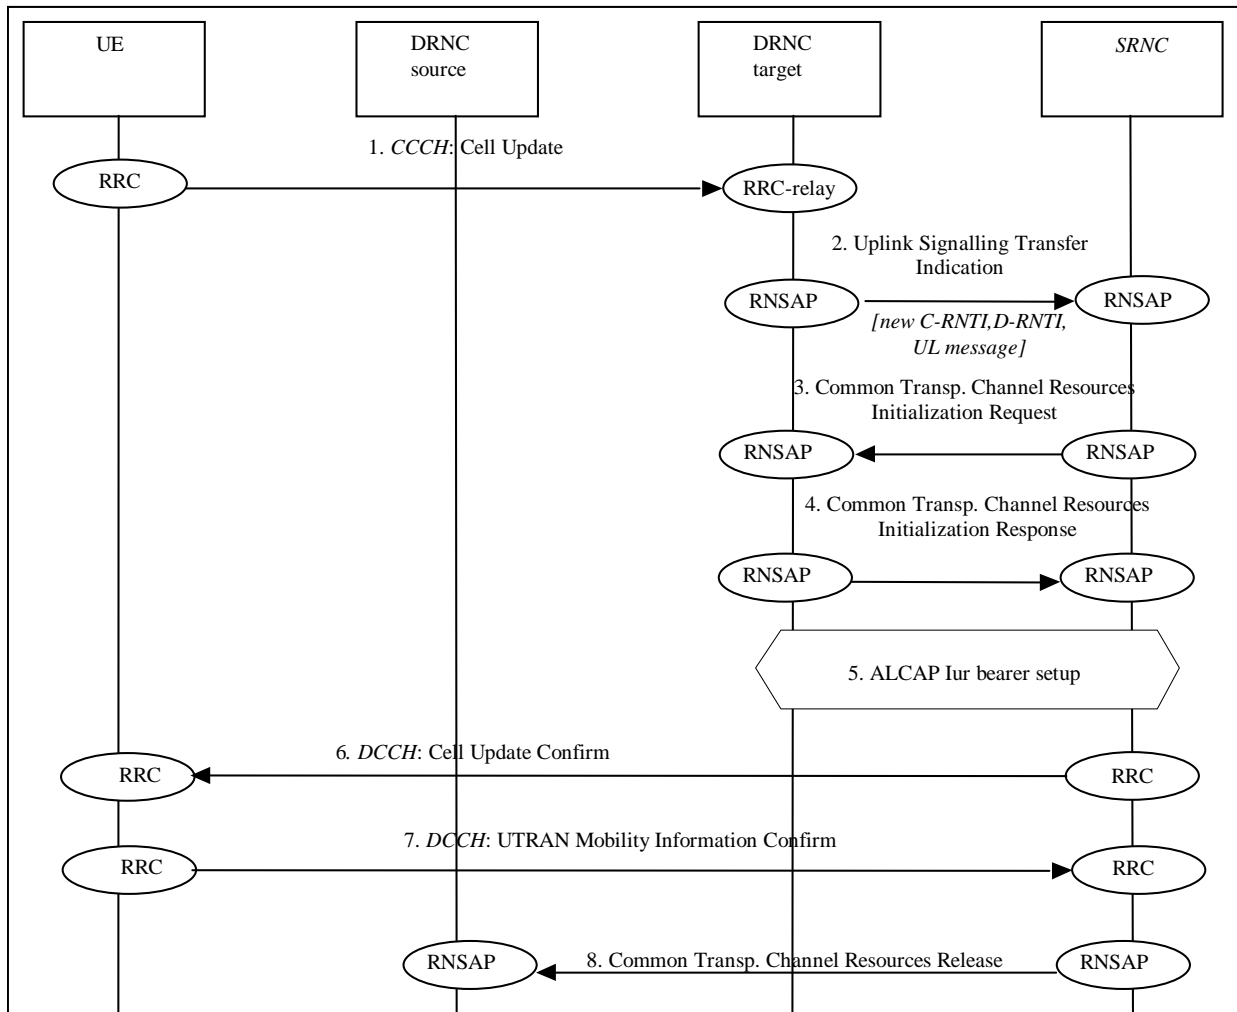 UE
DRNC
source
DRNC
target
SRNC
1. CCCH: Cell Update
RRC
RRC-relay
2. Uplink Signalling Transfer
Indication
RNSAP
RNSAP
[new C-RNTI,D-RNTI,
UL message]
3. Common Transp. Channel Resources
Initialization Request
RNSAP
RNSAP
4. Common Transp. Channel Resources
Initialization Response
RNSAP
RNSAP
5. ALCAP Iur bearer setup
6. DCCH: Cell Update Confirm
RRC
RRC
7. DCCH: UTRAN Mobility Information Confirm
RRC
RRC
RNSAP
8. Common Transp. Channel Resources Release
RNSAP